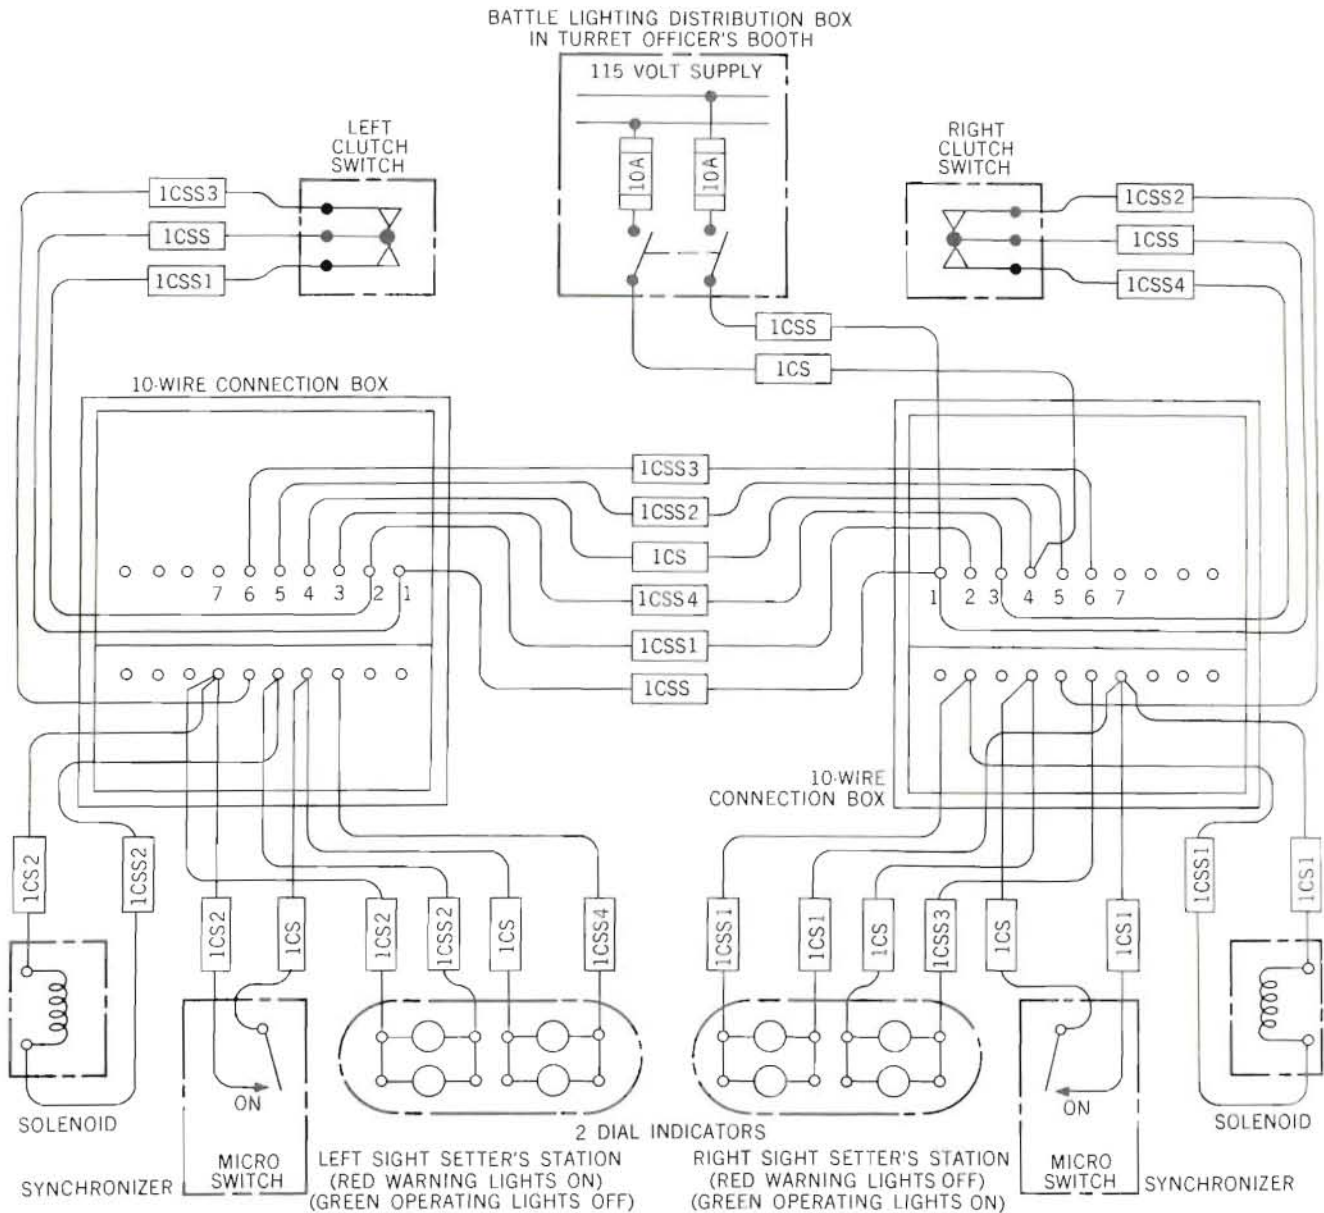 BATTLE LIGHTING DISTRIBUTION BOX
IN TURRET OFFICER'S BOOTH
115 VOLT SUPPLY
10A
10A
LEFT
CLUTCH
SWITCH
RIGHT
CLUTCH
SWITCH
1CSS3
1CSS
1CSS1
1CSS2
1CSS
1CSS4
1CSS
1CS
10-WIRE CONNECTION BOX
1CSS3
1CSS2
1CS
1CSS4
1CSS1
1CSS
7 6 5 4 3 2 1
1 2 3 4 5 6 7
10-WIRE
CONNECTION BOX
1CS2
1CSS2
1CS2
1CS
1CS2
1CSS2
1CS
1CSS4
1CSS1
1CS1
1CS
1CSS3
1CS
1CS1
1CSS1
1CS1
ON
ON
SOLENOID
SOLENOID
2 DIAL INDICATORS
MICRO
SWITCH
LEFT SIGHT SETTER'S STATION
(RED WARNING LIGHTS ON)
(GREEN OPERATING LIGHTS OFF)
RIGHT SIGHT SETTER'S STATION
(RED WARNING LIGHTS OFF)
(GREEN OPERATING LIGHTS ON)
MICRO
SWITCH
SYNCHRONIZER
SYNCHRONIZER